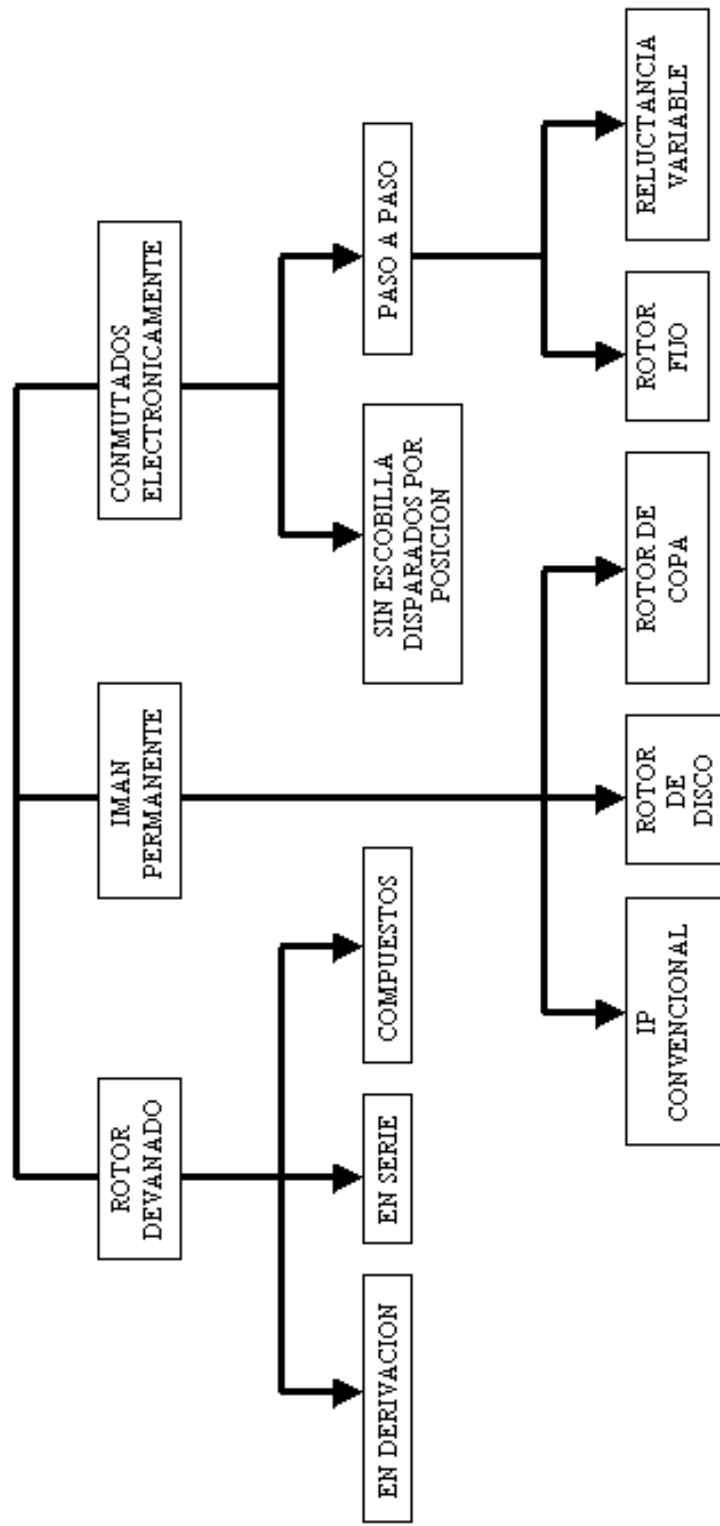 ROTOR
DEVANADO
IMAN
PERMANENTE
CONMUTADOS
ELECTRONICAMENTE
EN DERIVACION
EN SERIE
COMPUESTOS
SIN ESCOBILLA
DISPARADOS POR
POSICION
PASO A PASO
IP
CONVENCIONAL
ROTOR
DE
DISCO
ROTOR DE
COPA
ROTOR
FIJO
RELUCTANCIA
VARIABLE